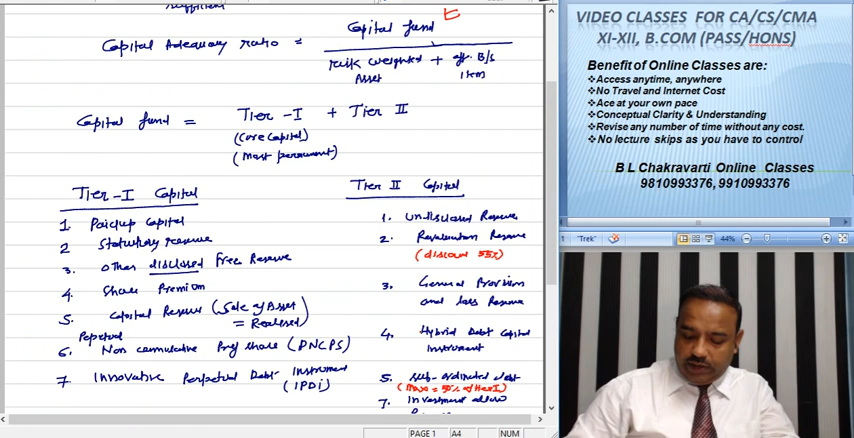 sufficient
Capital Adequacy ratio = Capital fund
Risk weighted Asset + off. B/S item
E
Capital fund = Tier-I + Tier II
(Core Capital)
(Most permanent)
Tier-I Capital
1 Paidup Capital
2 Statutory reserve
3. other disclosed Free Reserve
4. Share Premium
5. Capital Reserve (Sale of Asset = Realised)
Perpetual
6. Non cummulative Pref share (PNCPS)
7. Innovative Perpetual Debt Instrument (IPDI)
Tier II Capital
1. Undisclosed Reserve
2. Revaluation Reserve
(discount 55%)
3. General Provision
and loss Reserve
4. Hybrid Debt Capital
instrument
5. Sub-ordinated debt
(Max = 50% of tier I)
7. Investment
PAGE 1 A4 NUM
VIDEO CLASSES FOR CA/CS/CMA
XI-XII, B.COM (PASS/HONS)
Benefit of Online Classes are:
•Access anytime, anywhere
•No Travel and Internet Cost
•Ace at your own pace
•Conceptual Clarity & Understanding
•Revise any number of time without any cost.
•No lecture skips as you have to control
B L Chakravarti Online Classes
9810993376, 9910993376
1 "Trek" 44%